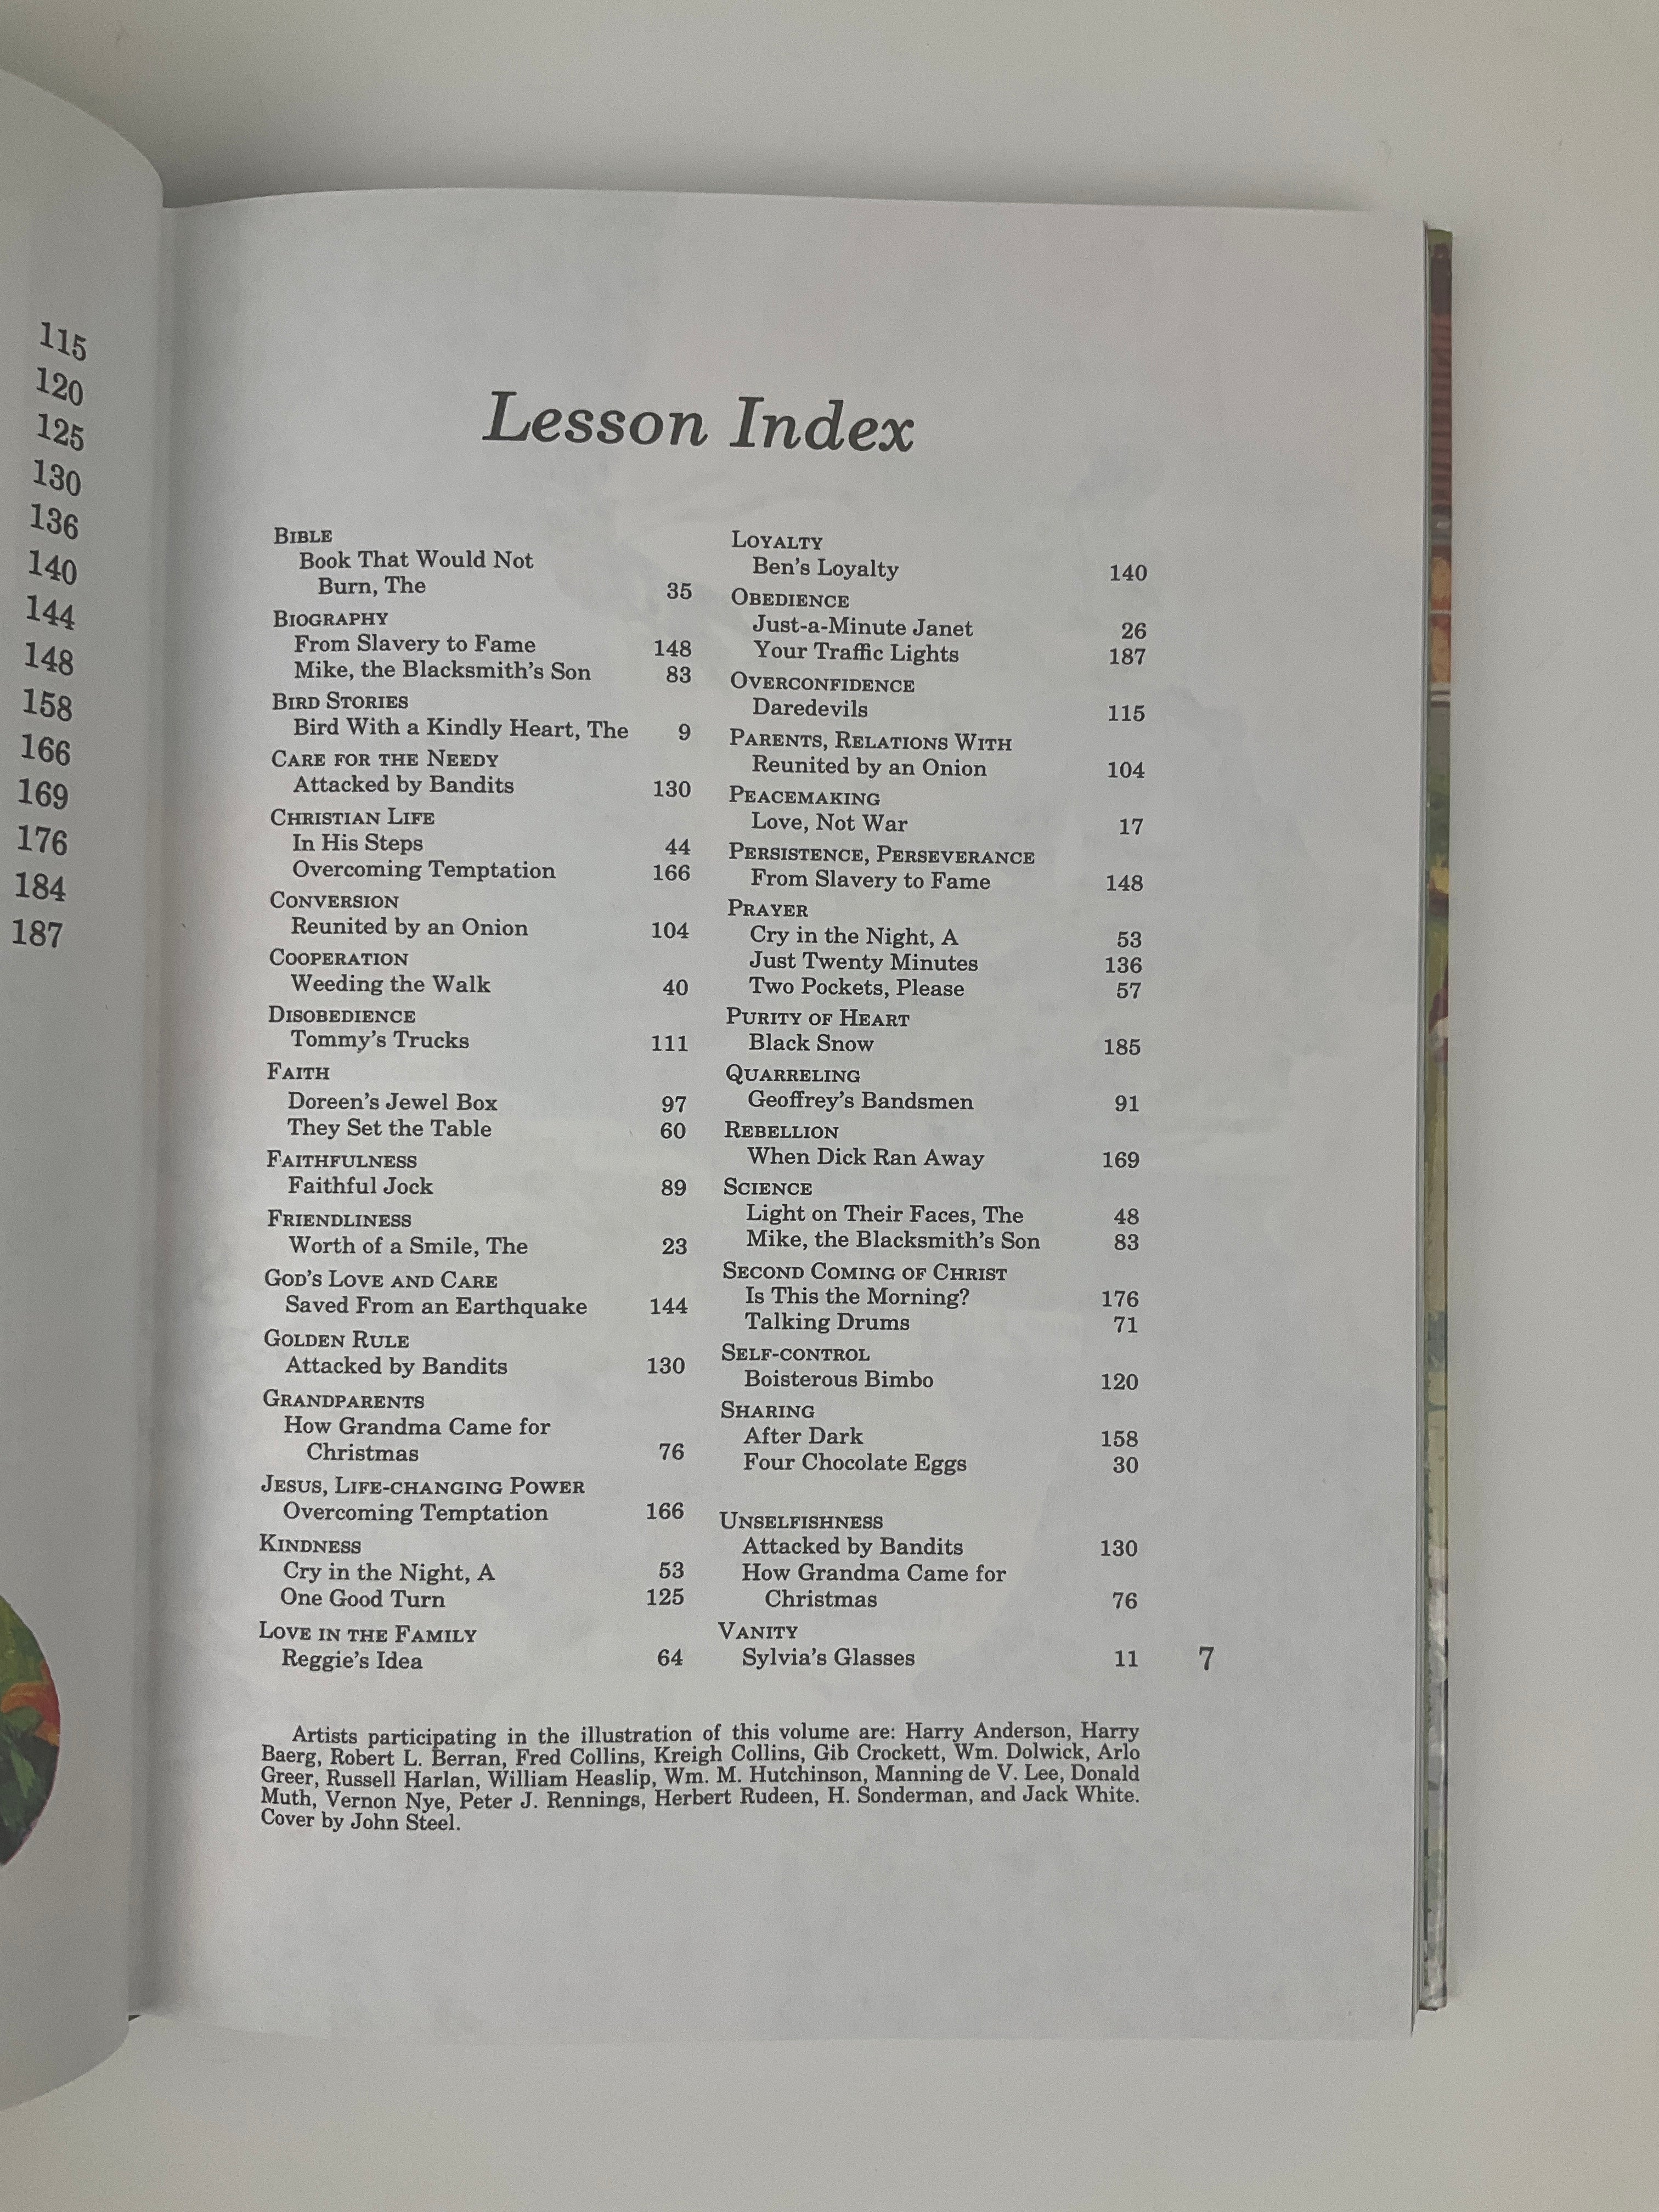 115
120
125
130
136
140
144
148
158
166
169
176
184
187
Lesson Index
BIBLE
Book That Would Not
Burn, The 35
BIOGRAPHY
From Slavery to Fame 148
Mike, the Blacksmith's Son 83
BIRD STORIES
Bird With a Kindly Heart, The 9
CARE FOR THE NEEDY
Attacked by Bandits 130
CHRISTIAN LIFE
In His Steps 44
Overcoming Temptation 166
CONVERSION
Reunited by an Onion 104
COOPERATION
Weeding the Walk 40
DISOBEDIENCE
Tommy's Trucks 111
FAITH
Doreen's Jewel Box 97
They Set the Table 60
FAITHFULNESS
Faithful Jock 89
FRIENDLINESS
Worth of a Smile, The 23
GOD'S LOVE AND CARE
Saved From an Earthquake 144
GOLDEN RULE
Attacked by Bandits 130
GRANDPARENTS
How Grandma Came for
Christmas 76
JESUS, LIFE-CHANGING POWER
Overcoming Temptation 166
KINDNESS
Cry in the Night, A 53
One Good Turn 125
LOVE IN THE FAMILY
Reggie's Idea 64
LOYALTY
Ben's Loyalty 140
OBEDIENCE
Just-a-Minute Janet 26
Your Traffic Lights 187
OVERCONFIDENCE
Daredevils 115
PARENTS, RELATIONS WITH
Reunited by an Onion 104
PEACEMAKING
Love, Not War 17
PERSISTENCE, PERSEVERANCE
From Slavery to Fame 148
PRAYER
Cry in the Night, A 53
Just Twenty Minutes 136
Two Pockets, Please 57
PURITY OF HEART
Black Snow 185
QUARRELING
Geoffrey's Bandsmen 91
REBELLION
When Dick Ran Away 169
SCIENCE
Light on Their Faces, The 48
Mike, the Blacksmith's Son 83
SECOND COMING OF CHRIST
Is This the Morning? 176
Talking Drums 71
SELF-CONTROL
Boisterous Bimbo 120
SHARING
After Dark 158
Four Chocolate Eggs 30
UNSELFISHNESS
Attacked by Bandits 130
How Grandma Came for
Christmas 76
VANITY
Sylvia's Glasses 11
7
Artists participating in the illustration of this volume are: Harry Anderson, Harry
Baerg, Robert L. Berran, Fred Collins, Kreigh Collins, Gib Crockett, Wm. Dolwick, Arlo
Greer, Russell Harlan, William Heaslip, Wm. M. Hutchinson, Manning de V. Lee, Donald
Muth, Vernon Nye, Peter J. Rennings, Herbert Rudeen, H. Sonderman, and Jack White.
Cover by John Steel.